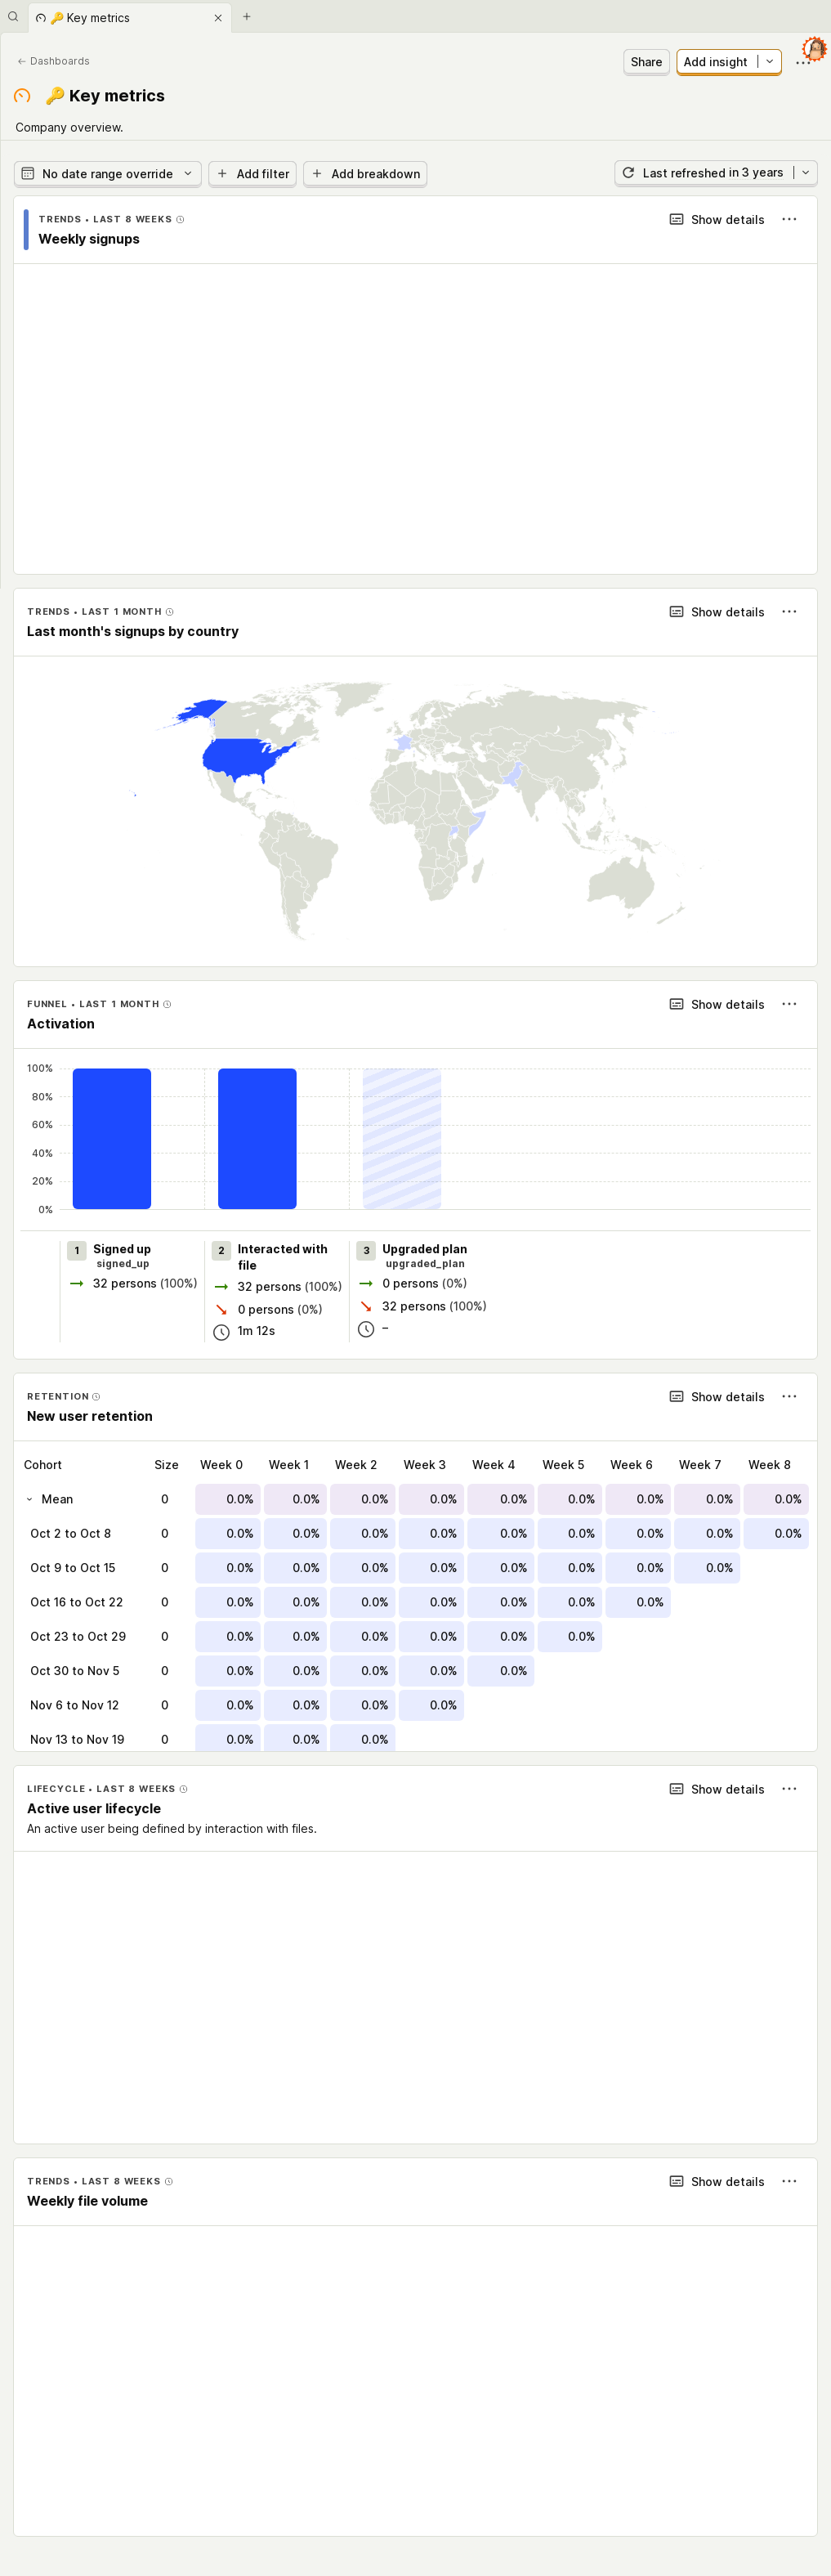 🔑 Key metrics
Dashboards
Share
Add insight
🔑 Key metrics
Company overview.
No date range override
Add filter
Add breakdown
Last refreshed in 3 years
TRENDS • LAST 8 WEEKS
Show details
Weekly signups
TRENDS • LAST 1 MONTH
Show details
Last month's signups by country
FUNNEL • LAST 1 MONTH
Show details
Activation
100%
80%
60%
40%
20%
0%
1 Signed up
signed_up
32 persons (100%)
2 Interacted with
file
32 persons (100%)
0 persons (0%)
1m 12s
3 Upgraded plan
upgraded_plan
0 persons (0%)
32 persons (100%)
–
RETENTION
Show details
New user retention
Cohort Size Week 0 Week 1 Week 2 Week 3 Week 4 Week 5 Week 6 Week 7 Week 8
Mean 0 0.0% 0.0% 0.0% 0.0% 0.0% 0.0% 0.0% 0.0% 0.0%
Oct 2 to Oct 8 0 0.0% 0.0% 0.0% 0.0% 0.0% 0.0% 0.0% 0.0% 0.0%
Oct 9 to Oct 15 0 0.0% 0.0% 0.0% 0.0% 0.0% 0.0% 0.0% 0.0%
Oct 16 to Oct 22 0 0.0% 0.0% 0.0% 0.0% 0.0% 0.0% 0.0%
Oct 23 to Oct 29 0 0.0% 0.0% 0.0% 0.0% 0.0% 0.0%
Oct 30 to Nov 5 0 0.0% 0.0% 0.0% 0.0% 0.0%
Nov 6 to Nov 12 0 0.0% 0.0% 0.0% 0.0%
Nov 13 to Nov 19 0 0.0% 0.0% 0.0%
LIFECYCLE • LAST 8 WEEKS
Show details
Active user lifecycle
An active user being defined by interaction with files.
TRENDS • LAST 8 WEEKS
Show details
Weekly file volume